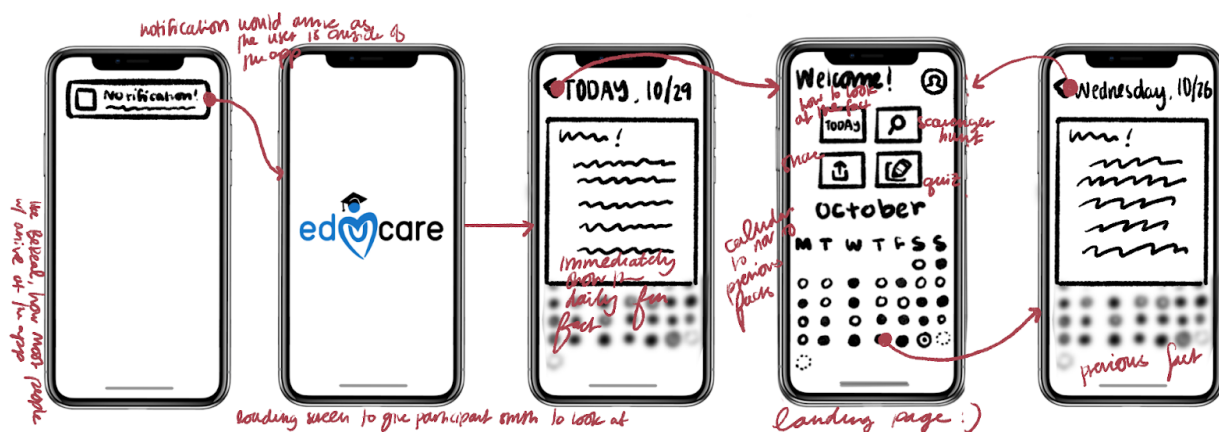 notification would arrive as
the user is outside of
the app
Notification!
like BeReal, how most people
arrive at the app
educare
loading screen to give participant smth to look at
TODAY, 10/29
immediately
show the
daily fun
fact
Welcome!
how to look
at the fact
TODAY
scavenger
hunt
share
quiz
October
M T W T F S S
calendar
to nav to
previous
facts
landing page :)
Wednesday, 10/26
previous fact